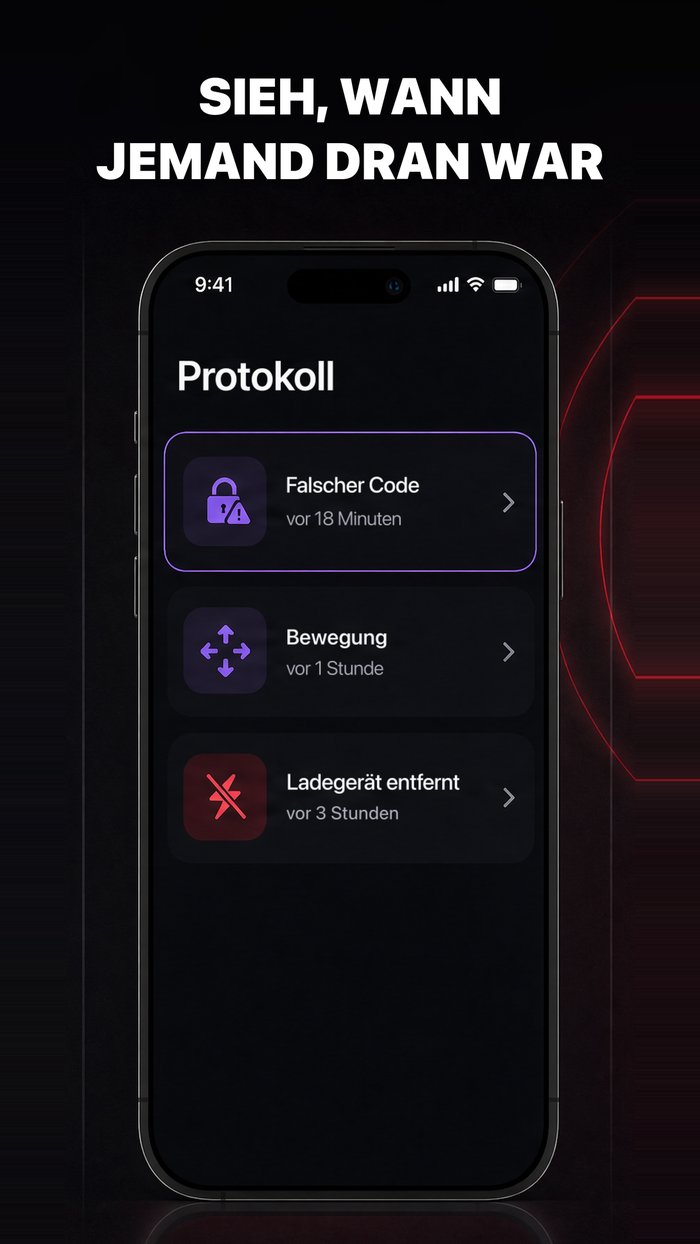 SIEH, WANN
JEMAND DRAN WAR
9:41
Protokoll
Falscher Code
vor 18 Minuten
Bewegung
vor 1 Stunde
Ladegerät entfernt
vor 3 Stunden